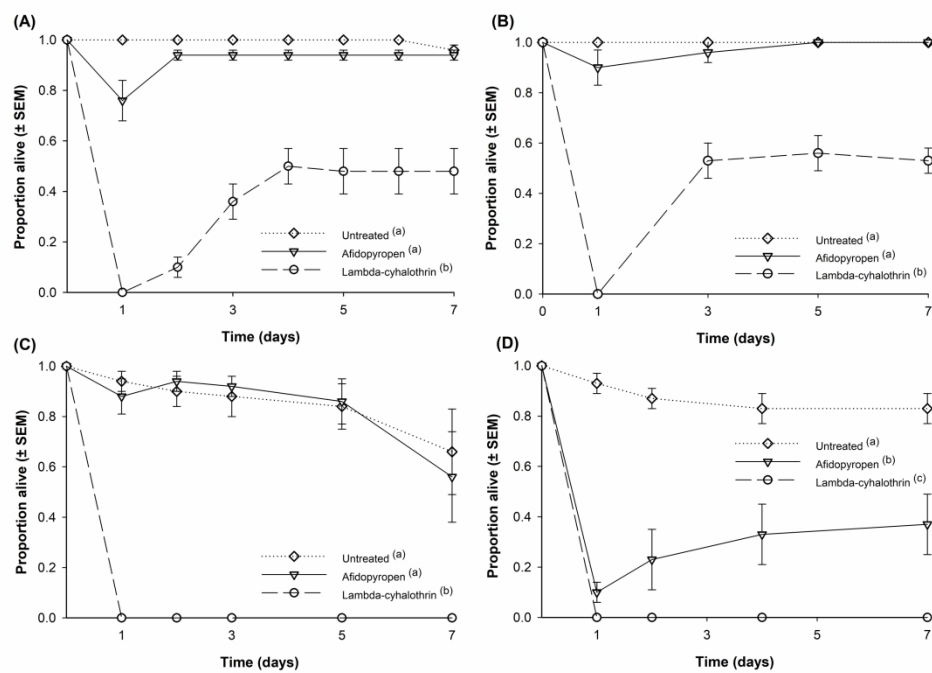 (A)
1.0
0.8
0.6
0.4
0.2
0.0
Proportion alive (± SEM)
Untreated (a)
Afidopyropen (a)
Lambda-cyhalothrin (b)
1 3 5 7
Time (days)
(B)
1.0
0.8
0.6
0.4
0.2
0.0
Proportion alive (± SEM)
Untreated (a)
Afidopyropen (a)
Lambda-cyhalothrin (b)
0 1 3 5 7
Time (days)
(C)
1.0
0.8
0.6
0.4
0.2
0.0
Proportion alive (± SEM)
Untreated (a)
Afidopyropen (a)
Lambda-cyhalothrin (b)
1 3 5 7
Time (days)
(D)
1.0
0.8
0.6
0.4
0.2
0.0
Proportion alive (± SEM)
Untreated (a)
Afidopyropen (b)
Lambda-cyhalothrin (c)
1 3 5 7
Time (days)